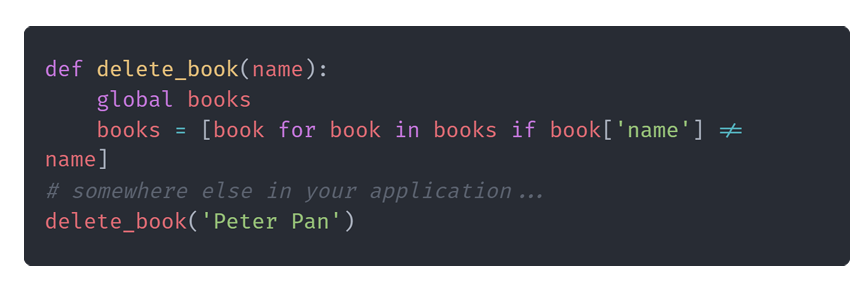 def delete_book(name):
    global books
    books = [book for book in books if book['name'] !=
name]
# somewhere else in your application...
delete_book('Peter Pan')